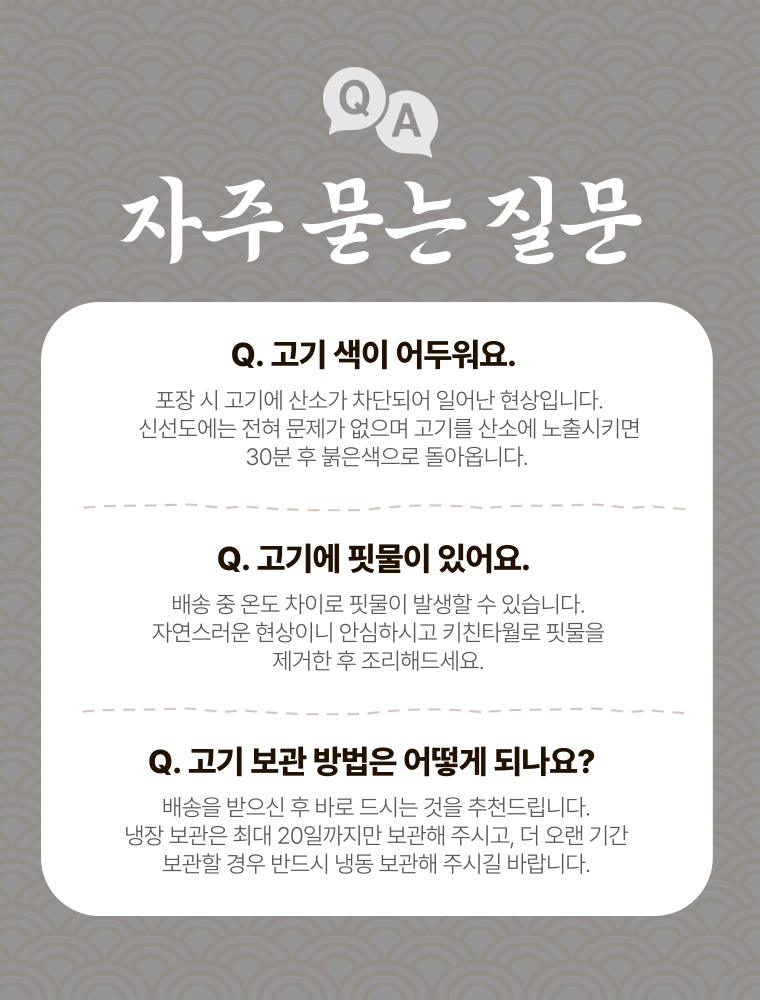 Q A
자주 묻는 질문
Q. 고기 색이 어두워요.
포장 시 고기에 산소가 차단되어 일어난 현상입니다.
신선도에는 전혀 문제가 없으며 고기를 산소에 노출시키면
30분 후 붉은색으로 돌아옵니다.
Q. 고기에 핏물이 있어요.
배송 중 온도 차이로 핏물이 발생할 수 있습니다.
자연스러운 현상이니 안심하시고 키친타월로 핏물을
제거한 후 조리해드세요.
Q. 고기 보관 방법은 어떻게 되나요?
배송을 받으신 후 바로 드시는 것을 추천드립니다.
냉장 보관은 최대 20일까지만 보관해 주시고, 더 오랜 기간
보관할 경우 반드시 냉동 보관해 주시길 바랍니다.